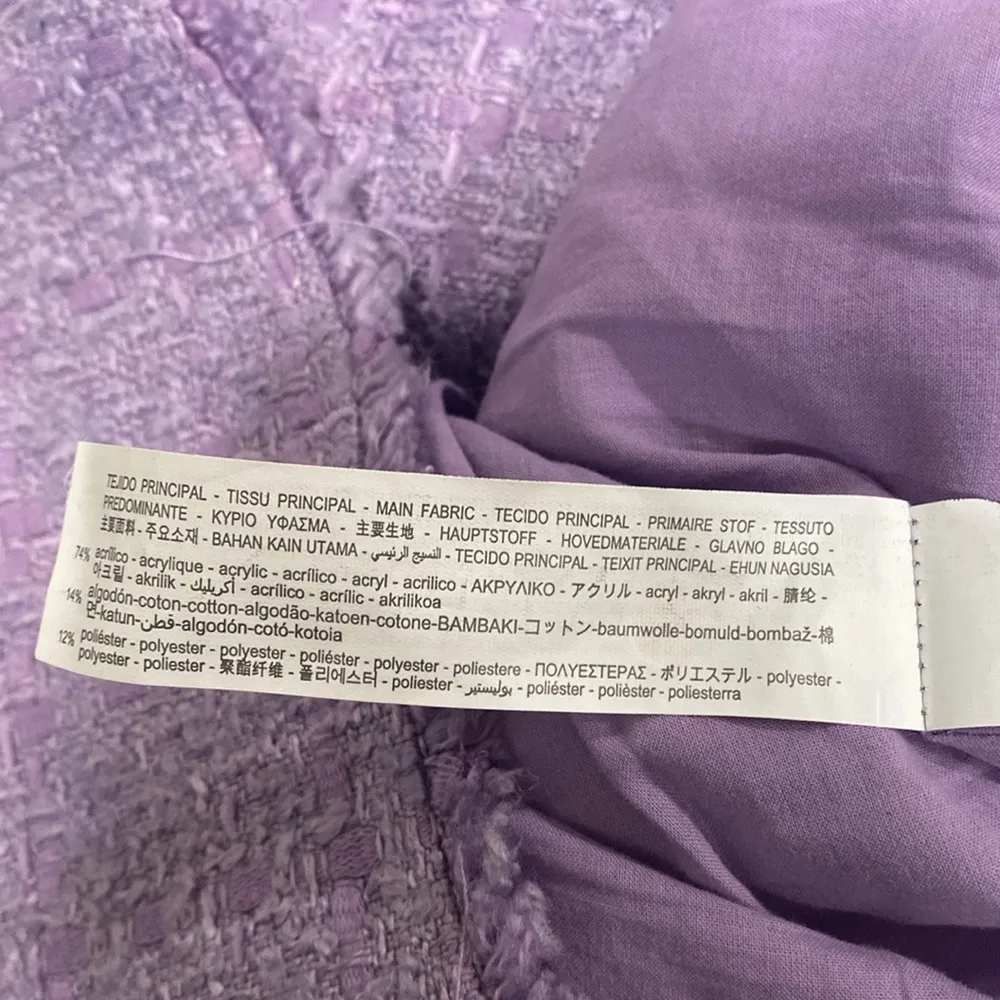 TEJIDO PRINCIPAL - TISSU PRINCIPAL - MAIN FABRIC - TECIDO PRINCIPAL - PRIMAIRE STOF - TESSUTO
PREDOMINANTE - ΚΥΡΙΟ ΥΦΑΣΜΑ - 主要生地 - HAUPTSTOFF - HOVEDMATERIALE - GLAVNO BLAGO -
主要面料 - 주요소재 - BAHAN KAIN UTAMA - النسيج الرئيسي - TECIDO PRINCIPAL - TEIXIT PRINCIPAL - EHUN NAGUSIA
74% acrílico - acrylique - acrylic - acrílico - acryl - acrilico - ΑΚΡΥΛΙΚΟ - アクリル - acryl - akryl - akril - 腈纶 -
아크릴 - akrilik - أكريليك - acrílico - acrílic - akrilikoa
14% algodón-coton-cotton-algodão-katoen-cotone-ΒΑΜΒΑΚΙ-コットン-baumwolle-bomuld-bombaž-棉
면-katun-قطن-algodón-cotó-kotoia
12% poliéster - polyester - polyester - poliéster - polyester - poliestere - ΠΟΛΥΕΣΤΕΡΑΣ - ポリエステル - polyester -
polyester - poliester - 聚酯纤维 - 폴리에스터 - poliester - بوليستير - poliéster - polièster - poliesterra